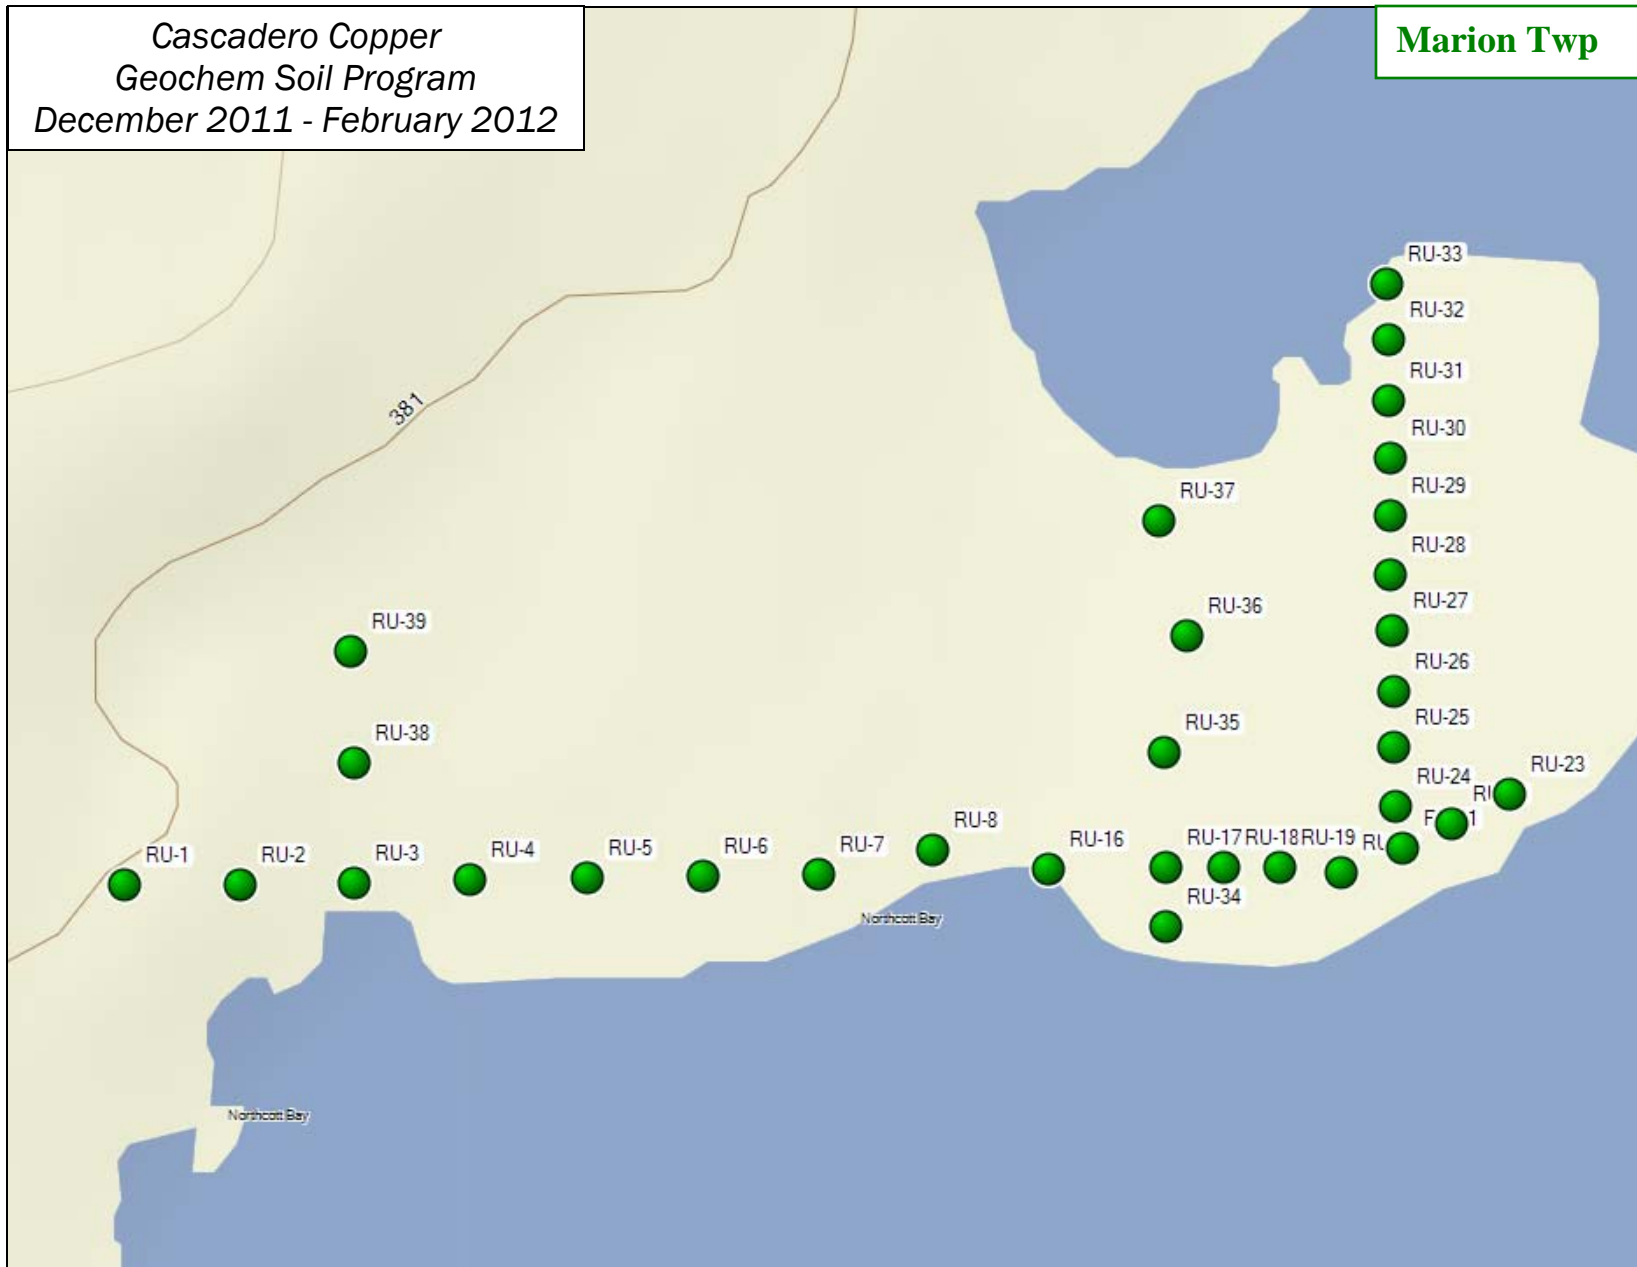 Cascadero Copper
Geochem Soil Program
December 2011 - February 2012
Marion Twp
RU-33
RU-32
RU-31
381
RU-30
RU-29
RU-37
RU-28
RU-27
RU-36
RU-39
RU-26
RU-25
RU-38
RU-23
RU-24
RU-8
RU-7
RU-6
RU-5
RU-4
RU-3
RU-2
RU-1
RU-16
RU-17
RU-18
RU-19
RU-35
RU-34
Northcott Bay
Northcott Bay